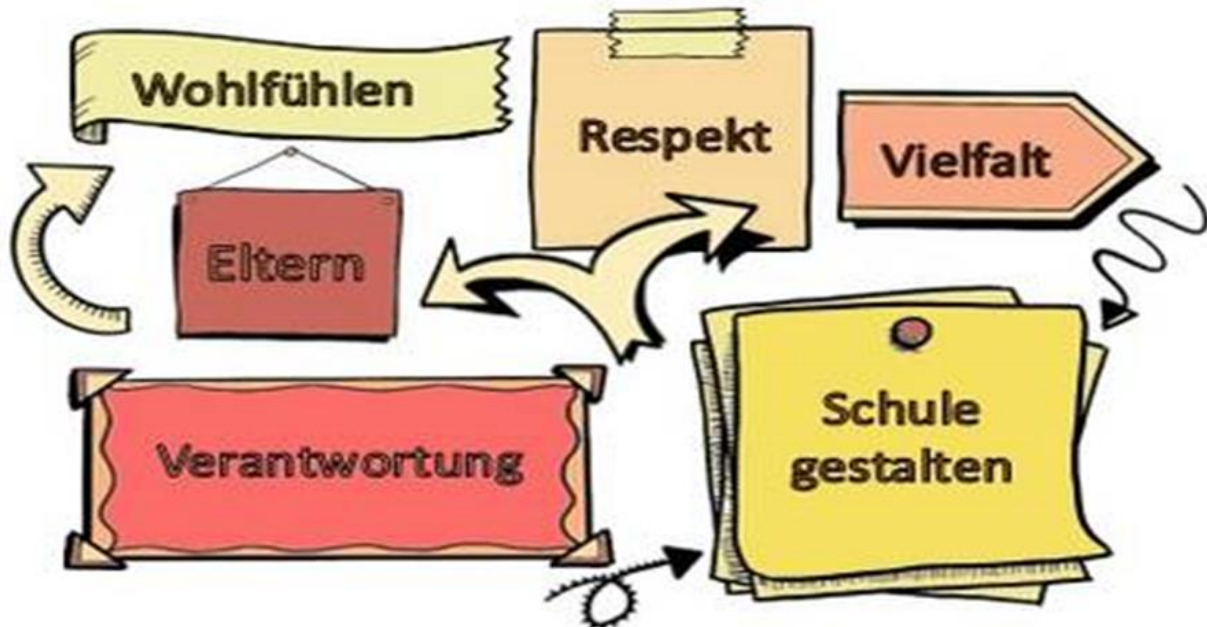 Wohlfühlen
Respekt
Vielfalt
Eltern
Verantwortung
Schule
gestalten